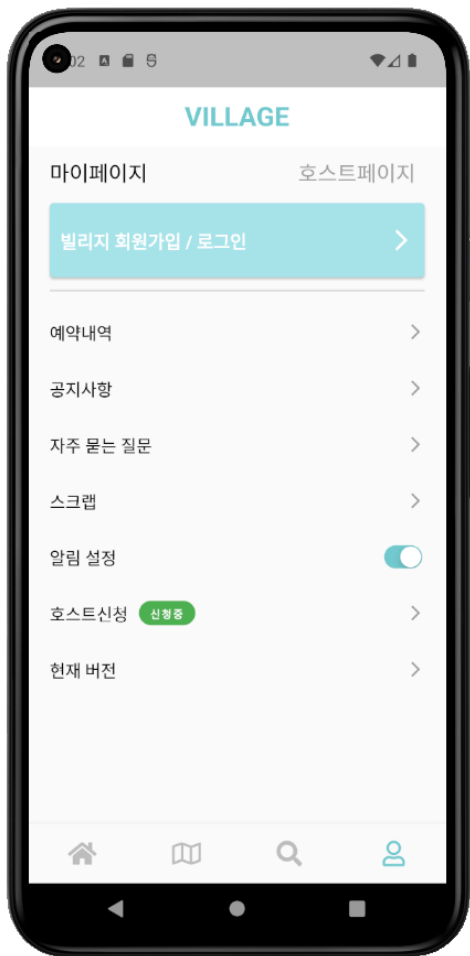 02
VILLAGE
마이페이지 호스트페이지
빌리지 회원가입 / 로그인
예약내역
공지사항
자주 묻는 질문
스크랩
알림 설정
호스트신청 신청중
현재 버전